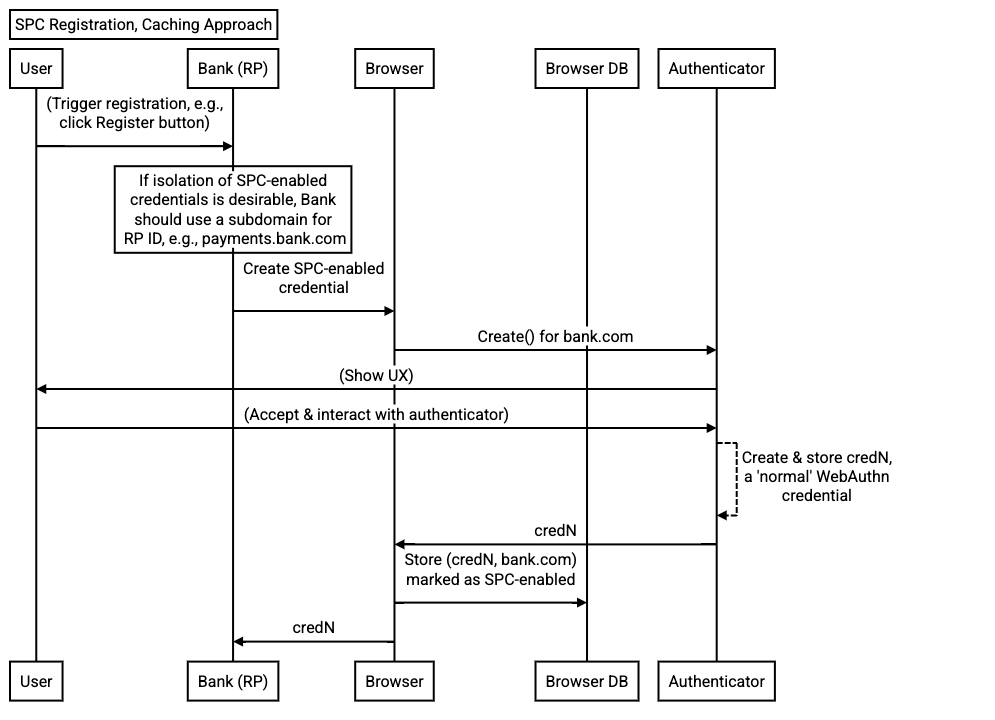 SPC Registration, Caching Approach
User
Bank (RP)
Browser
Browser DB
Authenticator
(Trigger registration, e.g.,
click Register button)
If isolation of SPC-enabled
credentials is desirable, Bank
should use a subdomain for
RP ID, e.g., payments.bank.com
Create SPC-enabled
credential
Create() for bank.com
(Show UX)
(Accept & interact with authenticator)
Create & store credN,
a 'normal' WebAuthn
credential
credN
Store (credN, bank.com)
marked as SPC-enabled
credN
User
Bank (RP)
Browser
Browser DB
Authenticator